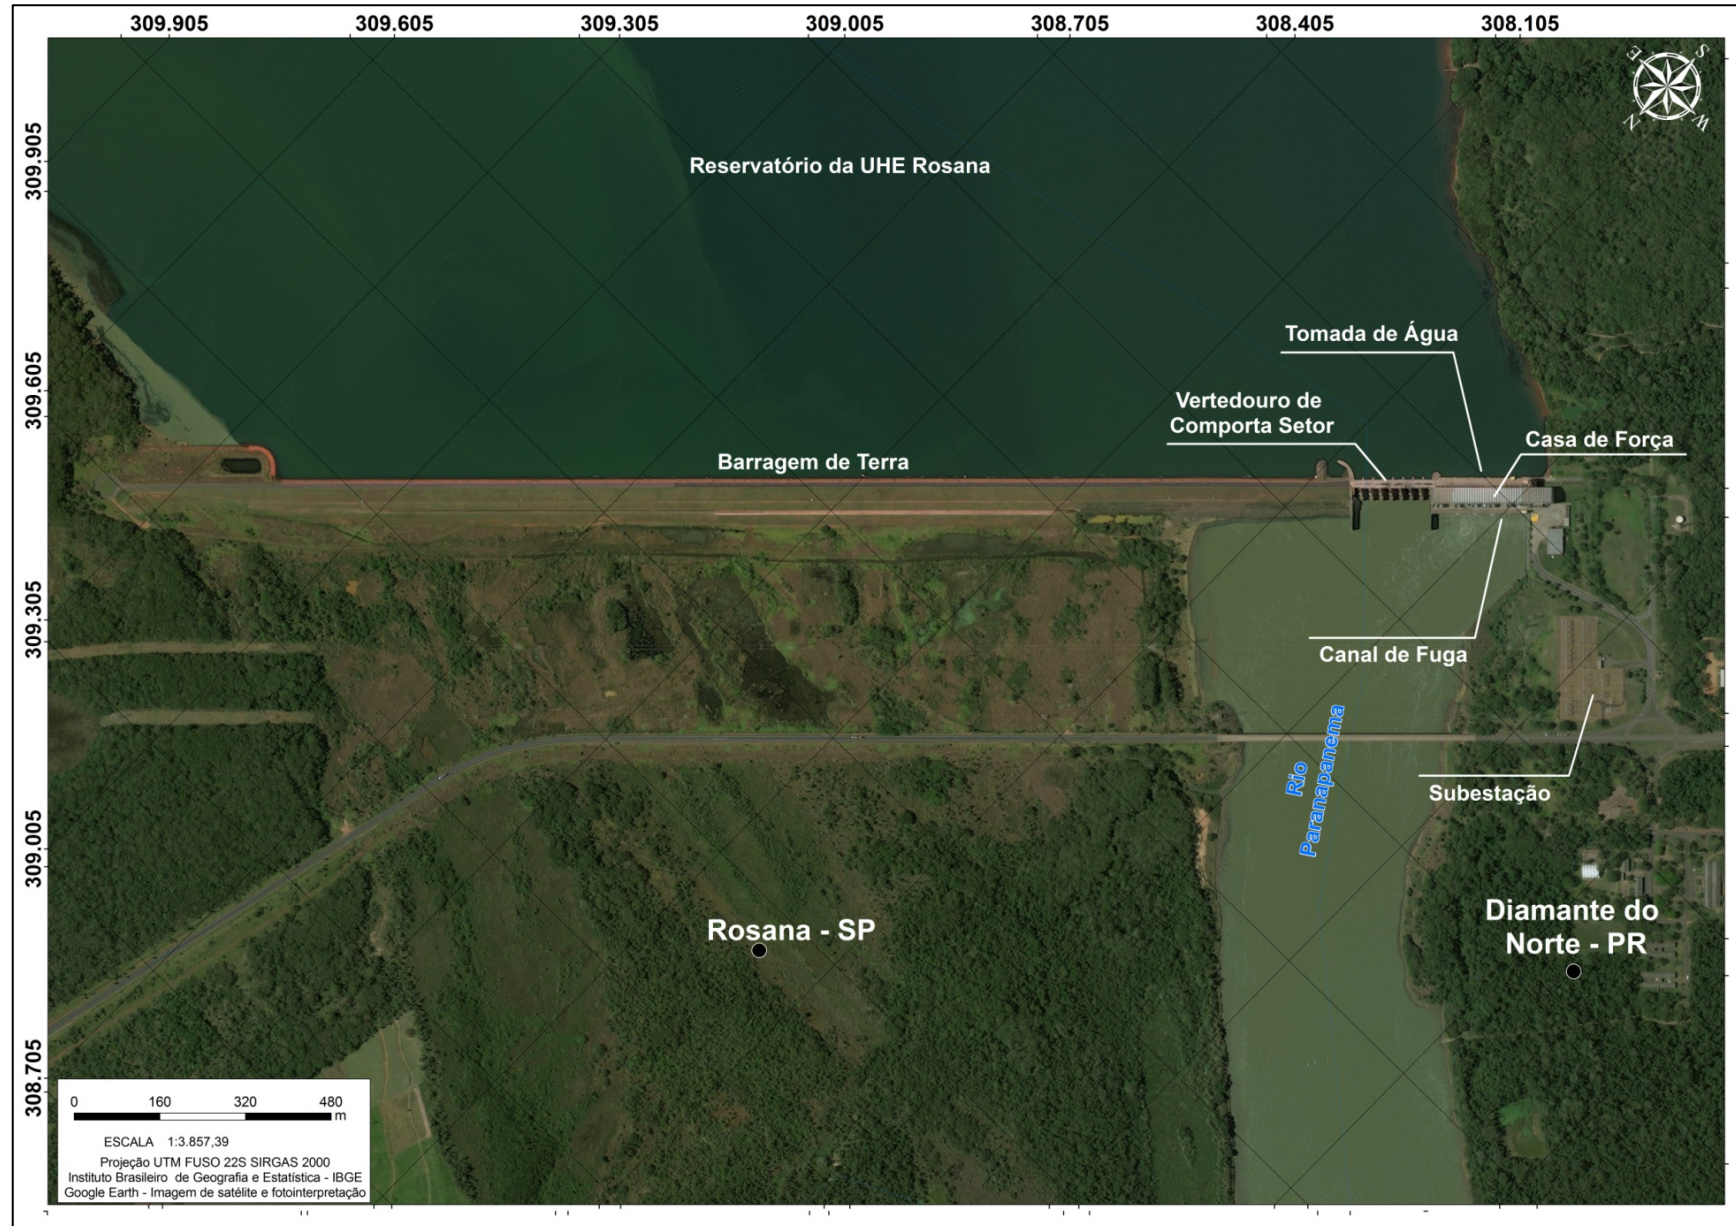 309.905 309.605 309.305 309.005 308.705 308.405 308.105
309.905
309.605
309.305
309.005
308.705
S
E
N
W
Reservatório da UHE Rosana
Tomada de Água
Vertedouro de
Comporta Setor
Casa de Força
Barragem de Terra
Canal de Fuga
Rio
Paranapanema
Subestação
Rosana - SP
Diamante do
Norte - PR
0 160 320 480
m
ESCALA 1:3.857,39
Projeção UTM FUSO 22S SIRGAS 2000
Instituto Brasileiro de Geografia e Estatística - IBGE
Google Earth - Imagem de satélite e fotointerpretação